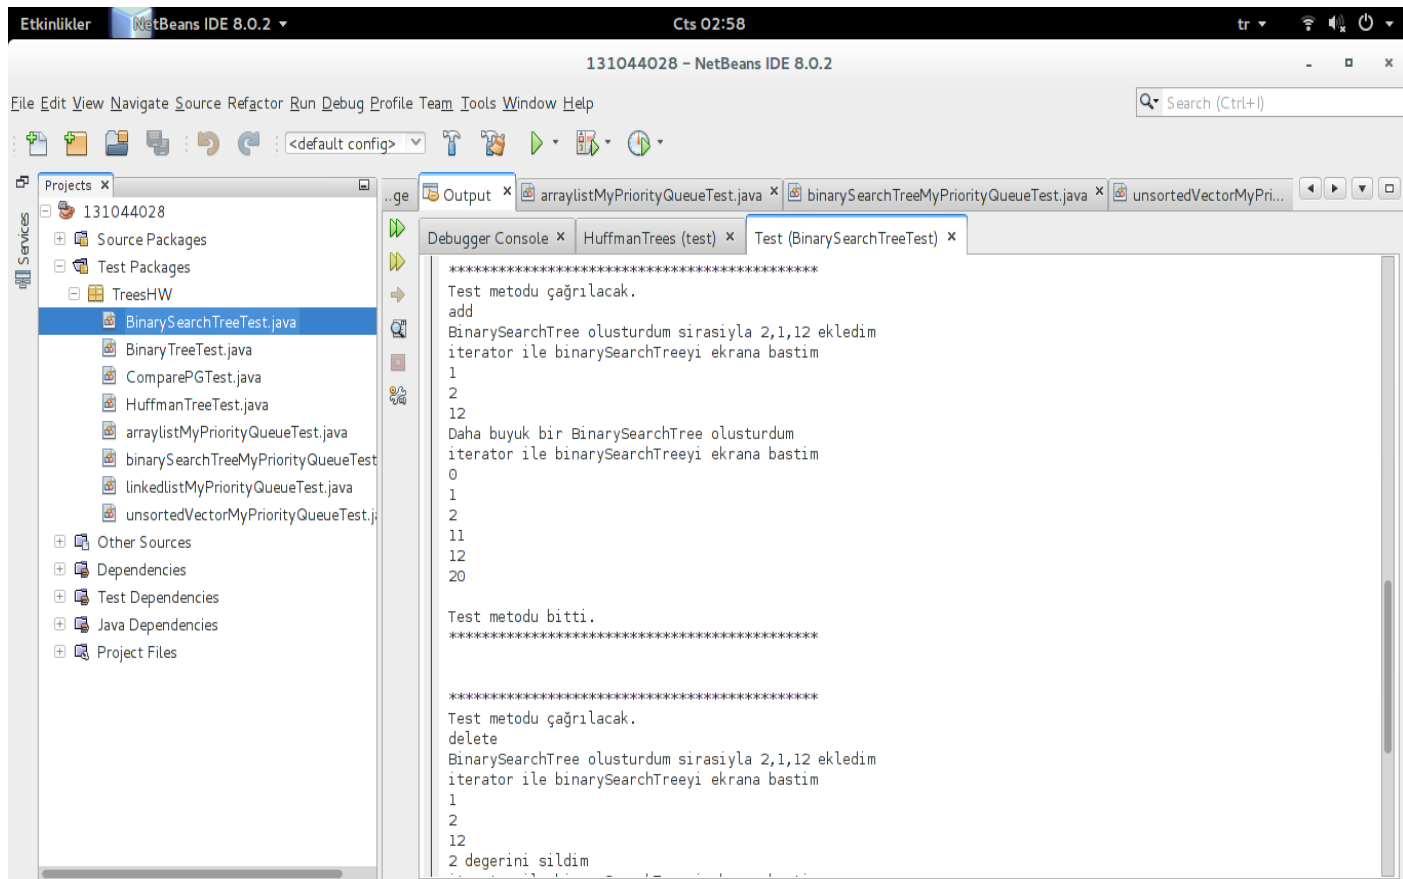 Etkinlikler
NetBeans IDE 8.0.2
Cts 02:58
tr
131044028 – NetBeans IDE 8.0.2
File Edit View Navigate Source Refactor Run Debug Profile Team Tools Window Help
Search (Ctrl+I)
<default config>
Projects
Services
131044028
Source Packages
Test Packages
TreesHW
BinarySearchTreeTest.java
BinaryTreeTest.java
ComparePGTest.java
HuffmanTreeTest.java
arraylistMyPriorityQueueTest.java
binarySearchTreeMyPriorityQueueTest
linkedlistMyPriorityQueueTest.java
unsortedVectorMyPriorityQueueTest.j
Other Sources
Dependencies
Test Dependencies
Java Dependencies
Project Files
..ge
Output
arraylistMyPriorityQueueTest.java
binarySearchTreeMyPriorityQueueTest.java
unsortedVectorMyPri...
Debugger Console
HuffmanTrees (test)
Test (BinarySearchTreeTest)
*********************************************
Test metodu çağrılacak.
add
BinarySearchTree olusturdum sirasiyla 2,1,12 ekledim
iterator ile binarySearchTreeyi ekrana bastim
1
2
12
Daha buyuk bir BinarySearchTree olusturdum
iterator ile binarySearchTreeyi ekrana bastim
0
1
2
11
12
20
Test metodu bitti.
*********************************************
*********************************************
Test metodu çağrılacak.
delete
BinarySearchTree olusturdum sirasiyla 2,1,12 ekledim
iterator ile binarySearchTreeyi ekrana bastim
1
2
12
2 degerini sildim